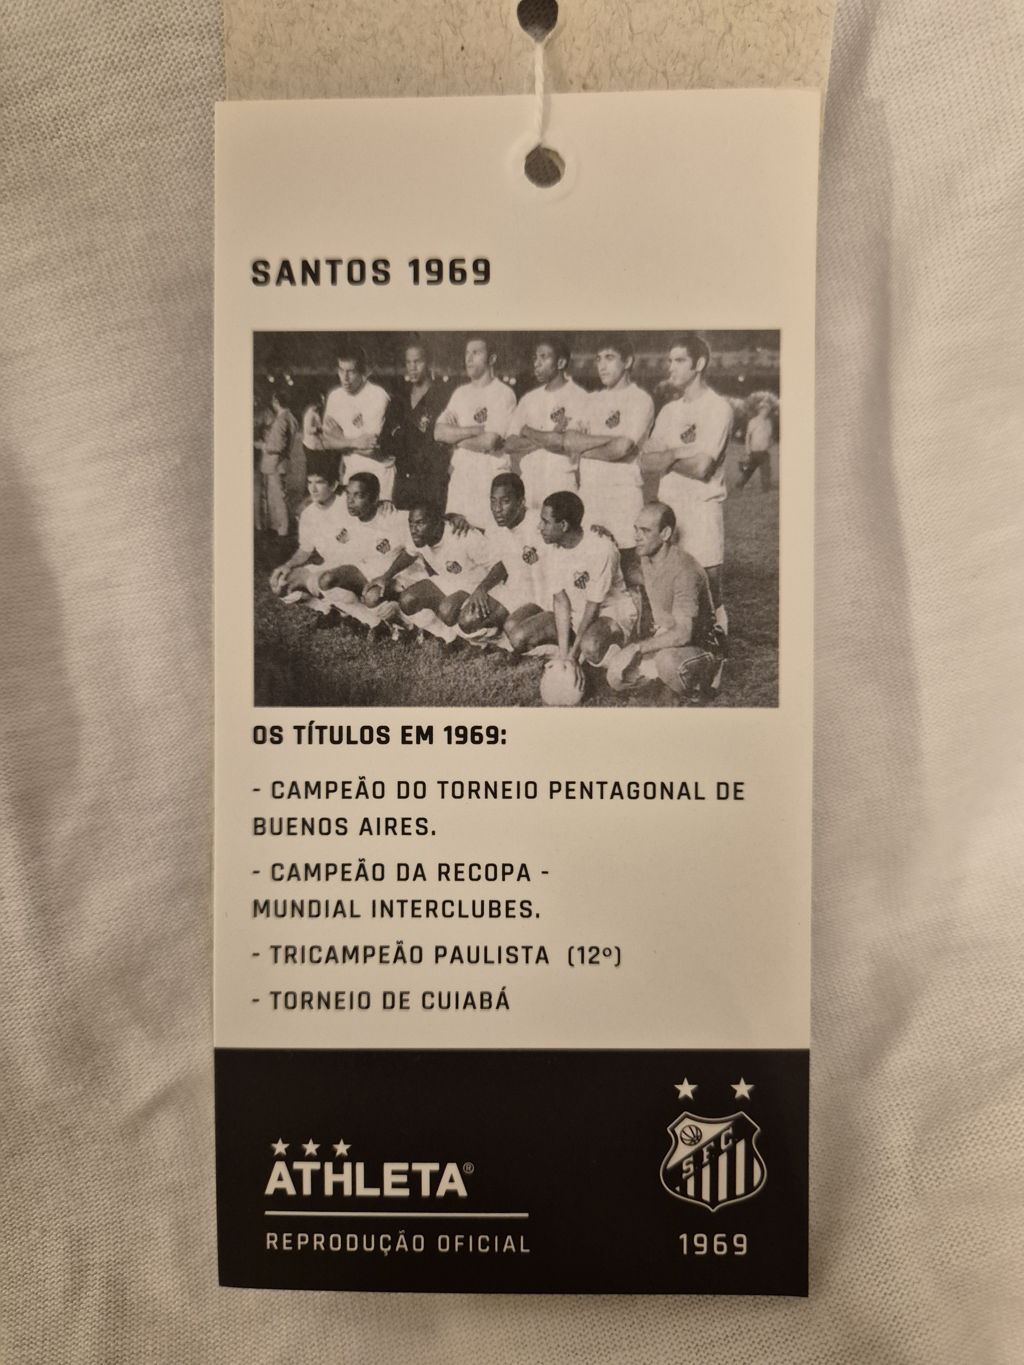 SANTOS 1969
OS TÍTULOS EM 1969:
- CAMPEÃO DO TORNEIO PENTAGONAL DE
BUENOS AIRES.
- CAMPEÃO DA RECOPA -
MUNDIAL INTERCLUBES.
- TRICAMPEÃO PAULISTA (12º)
- TORNEIO DE CUIABÁ
ATHLETA®
REPRODUÇÃO OFICIAL
SFC
1969